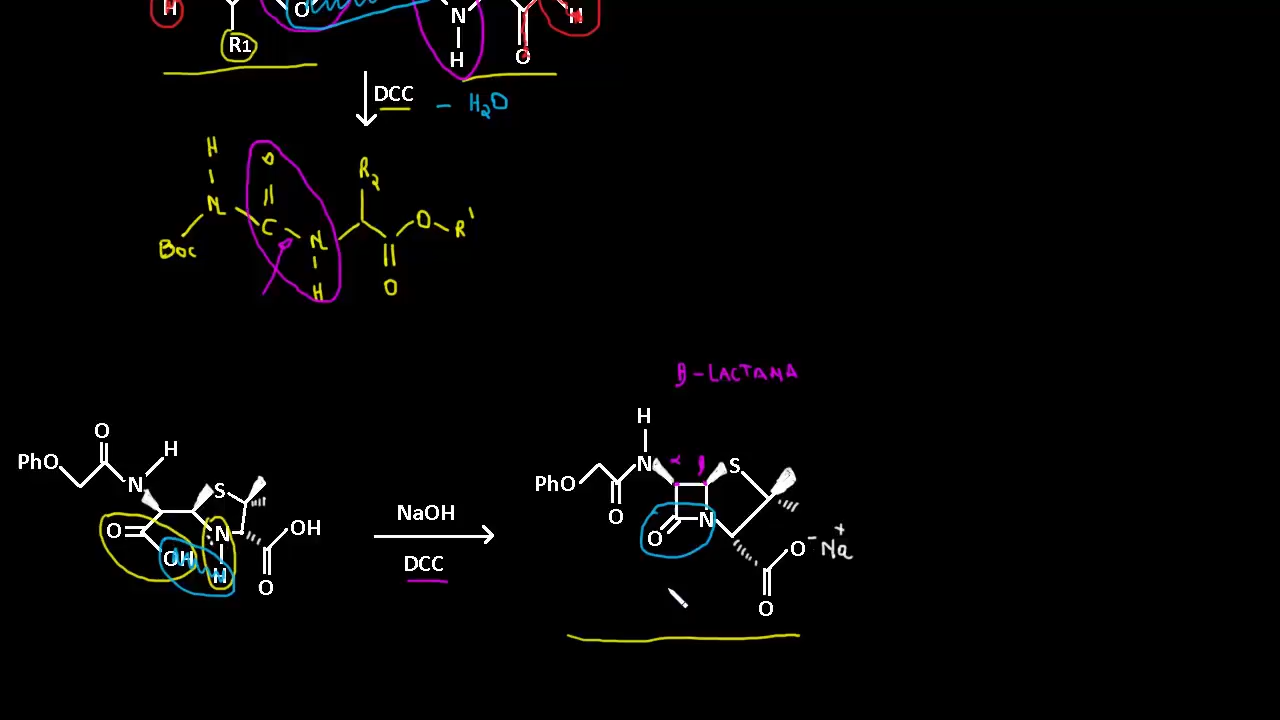 H O N H
R1 H O
DCC - H₂O
H O R₂
N C N O R'
Boc H O
β-LACTAMA
H
O H N α β S
PhO N S PhO O N
O OH N OH NaOH O O⁻ Na⁺
H O DCC O